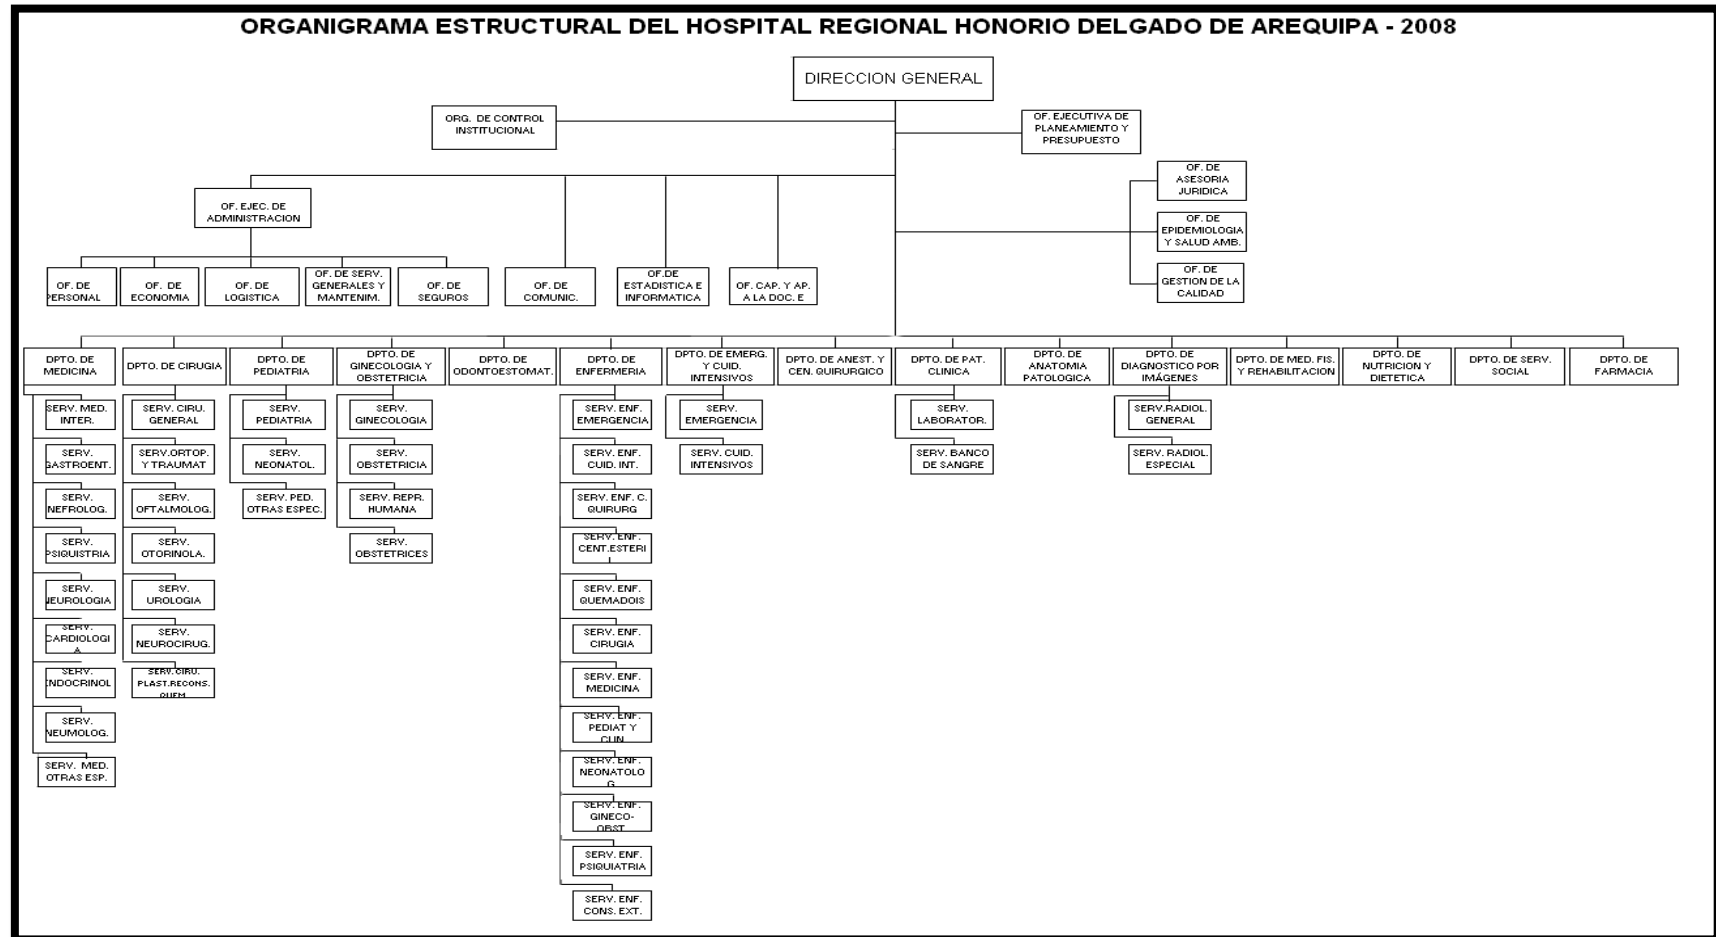 ORGANIGRAMA ESTRUCTURAL DEL HOSPITAL REGIONAL HONORIO DELGADO DE AREQUIPA - 2008
DIRECCION GENERAL
ORG. DE CONTROL
INSTITUCIONAL
OF. EJECUTIVA DE
PLANEAMIENTO Y
PRESUPUESTO
OF. DE
ASESORIA
JURIDICA
OF. DE
EPIDEMIOLOGIA
Y SALUD AMB.
OF. DE
GESTION DE LA
CALIDAD
OF. EJEC. DE
ADMINISTRACION
OF. DE
PERSONAL
OF. DE
ECONOMIA
OF. DE
LOGISTICA
OF. DE SERV.
GENERALES Y
MANTENIM.
OF. DE
SEGUROS
OF. DE
COMUNIC.
OF.DE
ESTADISTICA E
INFORMATICA
OF. CAP. Y AP.
A LA DOC. E
DPTO. DE
MEDICINA
DPTO. DE CIRUGIA
DPTO. DE
PEDIATRIA
DPTO. DE
GINECOLOGIA Y
OBSTETRICIA
DPTO. DE
ODONTOESTOMAT.
DPTO. DE
ENFERMERIA
DPTO. DE EMERG.
Y CUID.
INTENSIVOS
DPTO. DE ANEST. Y
CEN. QUIRURGICO
DPTO. DE PAT.
CLINICA
DPTO. DE
ANATOMIA
PATOLOGICA
DPTO. DE
DIAGNOSTICO POR
IMÁGENES
DPTO. DE MED. FIS.
Y REHABILITACION
DPTO. DE
NUTRICION Y
DIETETICA
DPTO. DE SERV.
SOCIAL
DPTO. DE
FARMACIA
SERV. MED.
INTER.
SERV.
GASTROENT.
SERV.
NEFROLOG.
SERV.
PSIQUISTRIA
SERV.
NEUROLOGIA
SERV.
CARDIOLOGI
A
SERV.
ENDOCRINOL
SERV.
NEUMOLOG.
SERV. MED.
OTRAS ESP.
SERV. CIRU.
GENERAL
SERV.ORTOP.
Y TRAUMAT
SERV.
OFTALMOLOG.
SERV.
OTORINOLA.
SERV.
UROLOGIA
SERV.
NEUROCIRUG.
SERV.CIRU.
PLAST.RECONS.
QUEM
SERV.
PEDIATRIA
SERV.
NEONATOL.
SERV. PED.
OTRAS ESPEC.
SERV.
GINECOLOGIA
SERV.
OBSTETRICIA
SERV. REPR.
HUMANA
SERV.
OBSTETRICES
SERV. ENF.
EMERGENCIA
SERV. ENF.
CUID. INT.
SERV. ENF. C.
QUIRURG
SERV. ENF.
CENT.ESTERI
SERV. ENF.
QUEMADOIS
SERV. ENF.
CIRUGIA
SERV. ENF.
MEDICINA
SERV. ENF.
PEDIAT Y
CUN
SERV. ENF.
NEONATOLO
G
SERV. ENF.
GINECO-
OBST
SERV. ENF.
PSIQUIATRIA
SERV. ENF.
CONS. EXT.
SERV.
EMERGENCIA
SERV. CUID.
INTENSIVOS
SERV.
LABORATOR.
SERV. BANCO
DE SANGRE
SERV.RADIOL.
GENERAL
SERV. RADIOL.
ESPECIAL